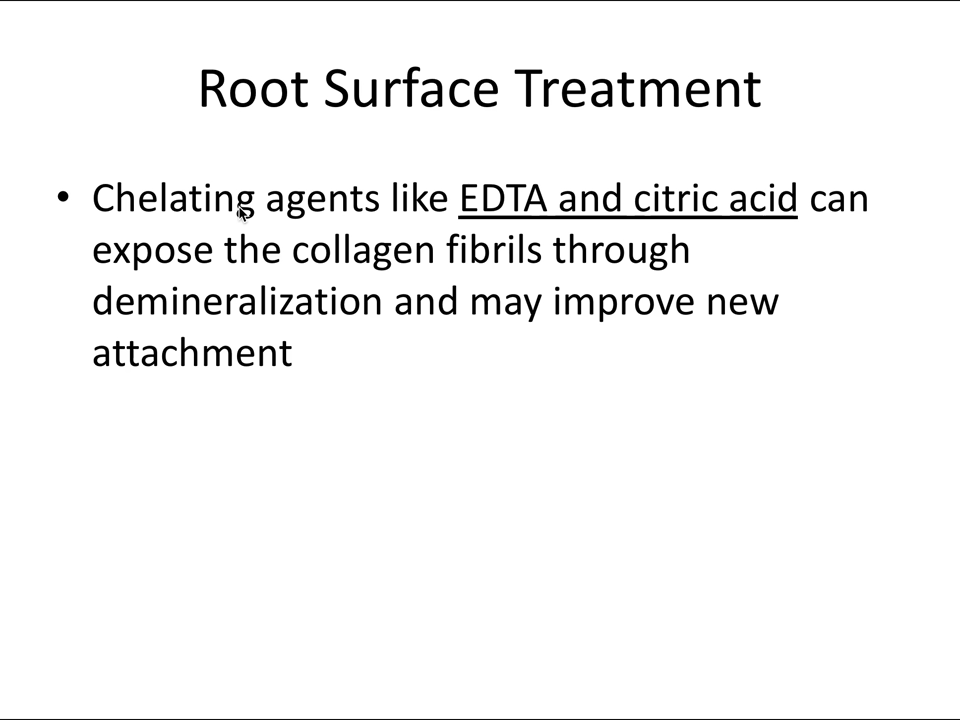 Root Surface Treatment
• Chelating agents like EDTA and citric acid can
expose the collagen fibrils through
demineralization and may improve new
attachment